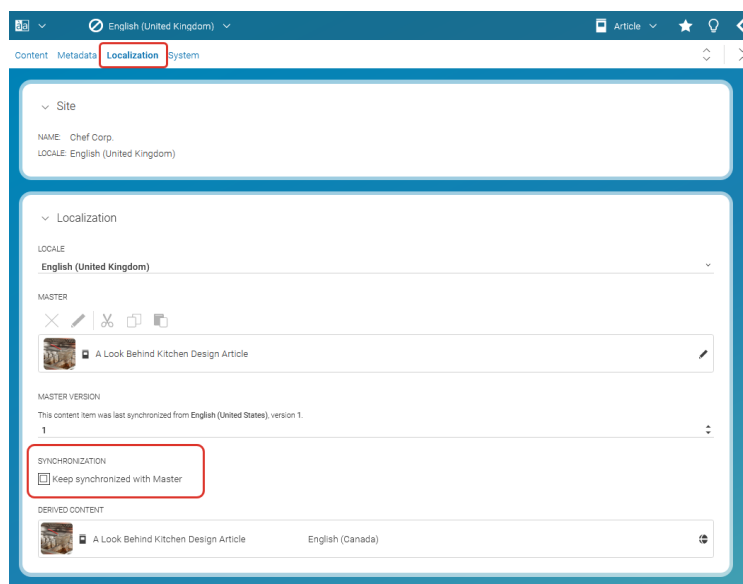 English (United Kingdom)
Article
Content Metadata Localization System
Site
NAME: Chef Corp.
LOCALE: English (United Kingdom)
Localization
LOCALE
English (United Kingdom)
MASTER
A Look Behind Kitchen Design Article
MASTER VERSION
This content item was last synchronized from English (United States), version 1.
1
SYNCHRONIZATION
Keep synchronized with Master
DERIVED CONTENT
A Look Behind Kitchen Design Article English (Canada)